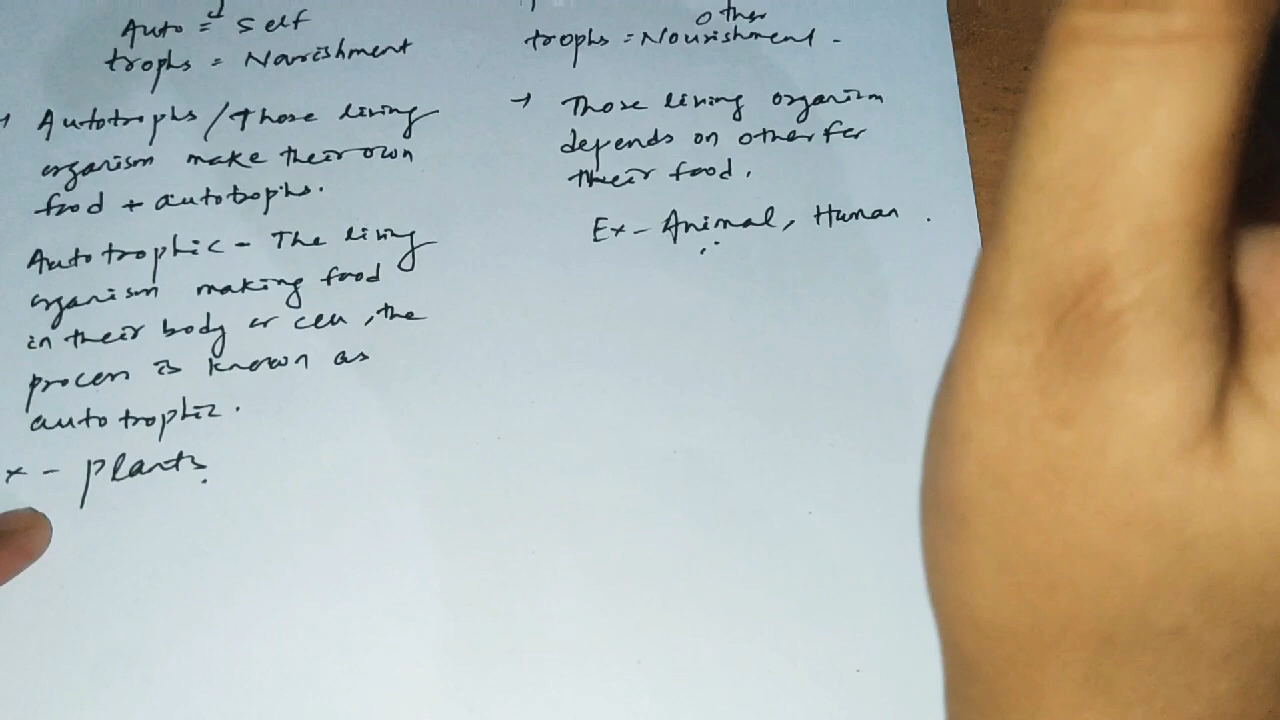 Auto = self
trophs = Narishment
→ Autotrophs / Those living
organism make their own
food + autotrophs.
Autotrophic - The living
organism making food
in their body or cell, the
process is known as
autotrophic.
x - plants.
other
trophs = Nourishment -
→ Those living organism
depends on other for
their food.
Ex - Animal, Human .